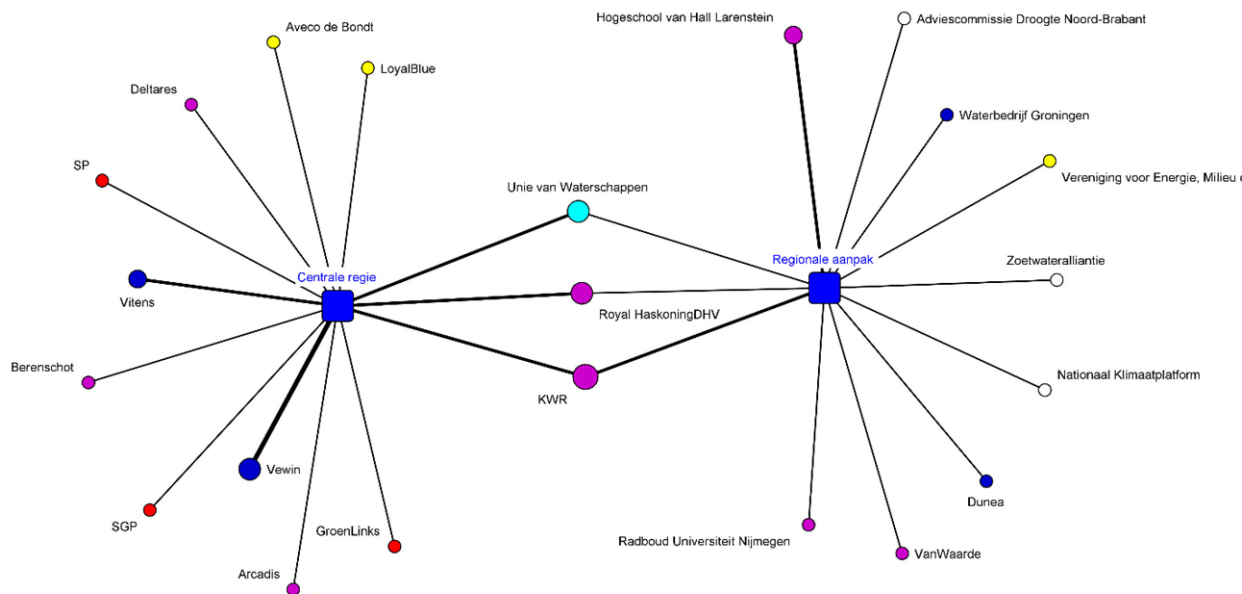 Hogeschool van Hall Larenstein
Adviescommissie Droogte Noord-Brabant
Aveco de Bondt
LoyalBlue
Deltares
Waterbedrijf Groningen
SP
Vereniging voor Energie, Milieu e
Unie van Waterschappen
Regionale aanpak
Zoetwateralliantie
Centrale regie
Vitens
Royal HaskoningDHV
Berenschot
Nationaal Klimaatplatform
KWR
Vewin
Dunea
SGP
GroenLinks
Radboud Universiteit Nijmegen
VanWaarde
Arcadis